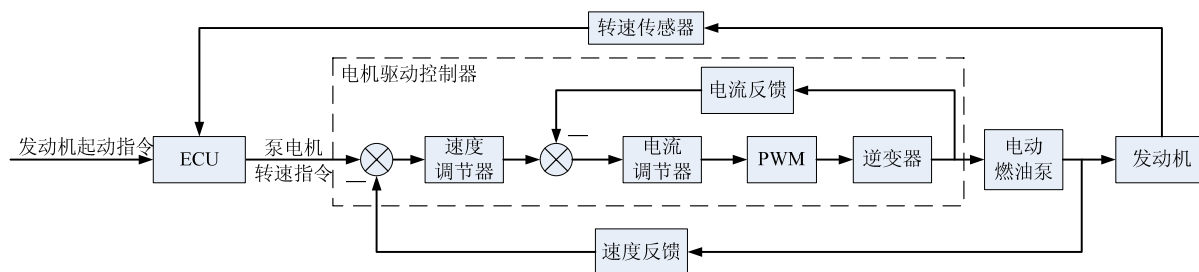 转速传感器
电机驱动控制器
电流反馈
发动机起动指令
ECU
泵电机
转速指令
速度
调节器
电流
调节器
PWM
逆变器
电动
燃油泵
发动机
速度反馈